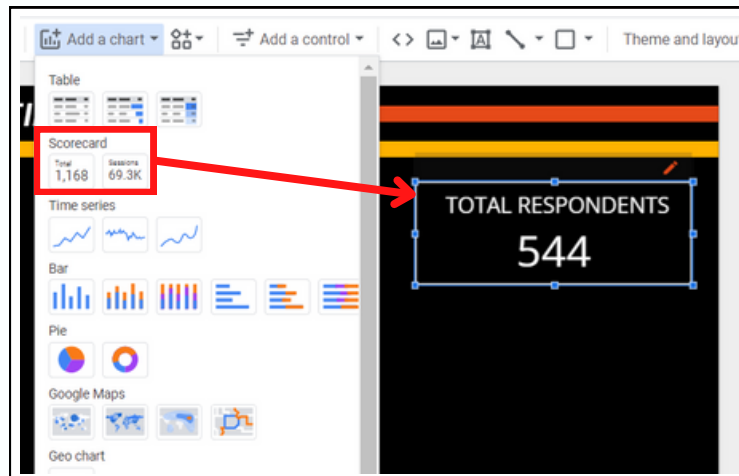 Add a chart
Add a control
Theme and layou
Table
Scorecard
Total
1,168
Sessions
69.3K
Time series
Bar
Pie
Google Maps
Geo chart
TOTAL RESPONDENTS
544